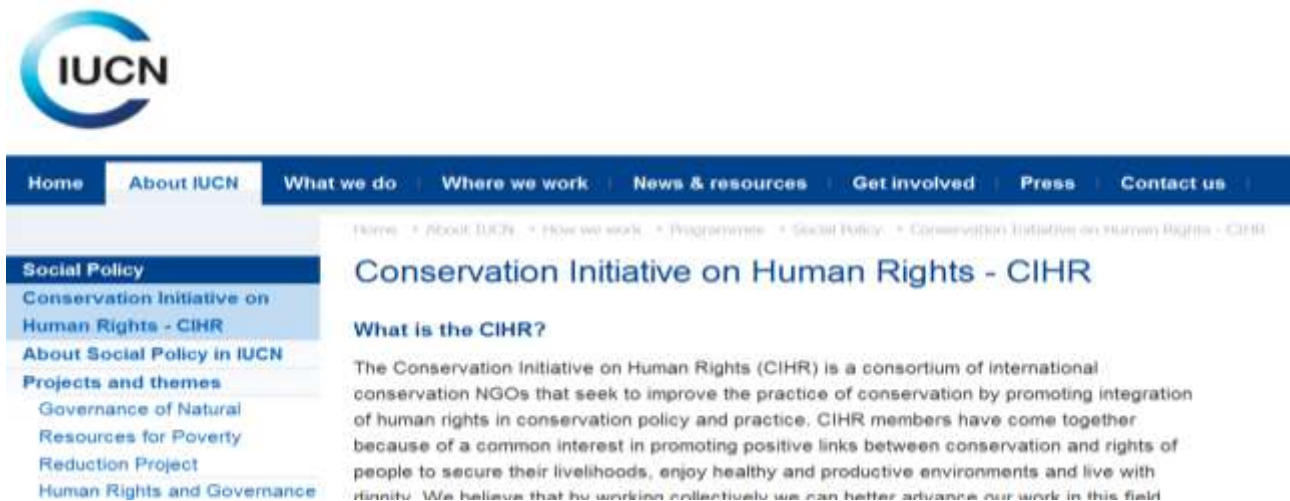 IUCN
Home About IUCN What we do Where we work News & resources Get involved Press Contact us
Home About IUCN How we work Programmes Social Policy Conservation Initiative on Human Rights - CIHR
Social Policy
Conservation Initiative on
Human Rights - CIHR
About Social Policy in IUCN
Projects and themes
Governance of Natural
Resources for Poverty
Reduction Project
Human Rights and Governance
Conservation Initiative on Human Rights - CIHR
What is the CIHR?
The Conservation Initiative on Human Rights (CIHR) is a consortium of international
conservation NGOs that seek to improve the practice of conservation by promoting integration
of human rights in conservation policy and practice. CIHR members have come together
because of a common interest in promoting positive links between conservation and rights of
people to secure their livelihoods, enjoy healthy and productive environments and live with
dignity. We believe that by working collectively we can better advance our work in this field